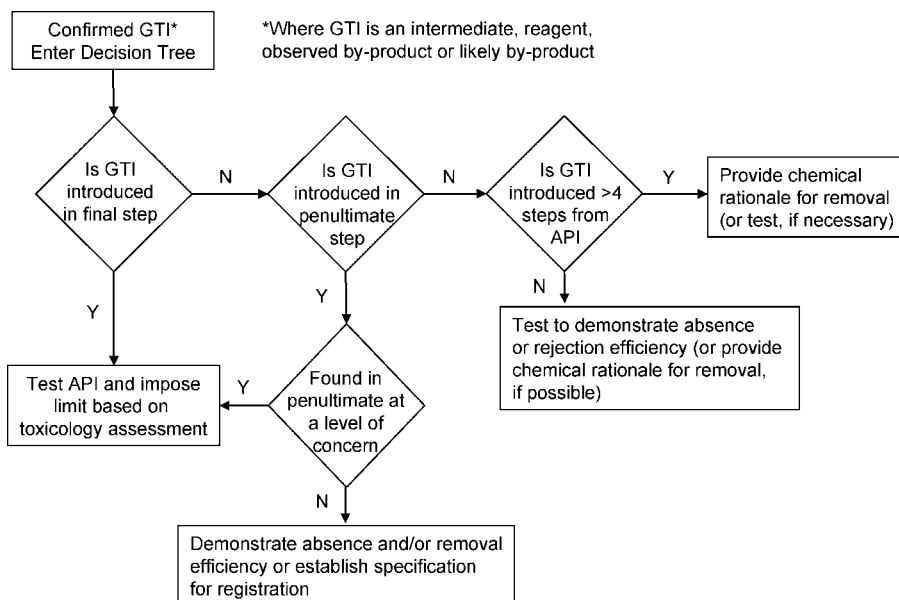 Confirmed GTI*
Enter Decision Tree
*Where GTI is an intermediate, reagent,
observed by-product or likely by-product
Is GTI
introduced
in final step
N
Is GTI
introduced in
penultimate
step
N
Is GTI
introduced >4
steps from
API
Y
Provide chemical
rationale for removal
(or test, if necessary)
Y
Y
N
Test to demonstrate absence
or rejection efficiency (or provide
chemical rationale for removal,
if possible)
Test API and impose
limit based on
toxicology assessment
Y
Found in
penultimate at
a level of
concern
N
Demonstrate absence and/or removal
efficiency or establish specification
for registration